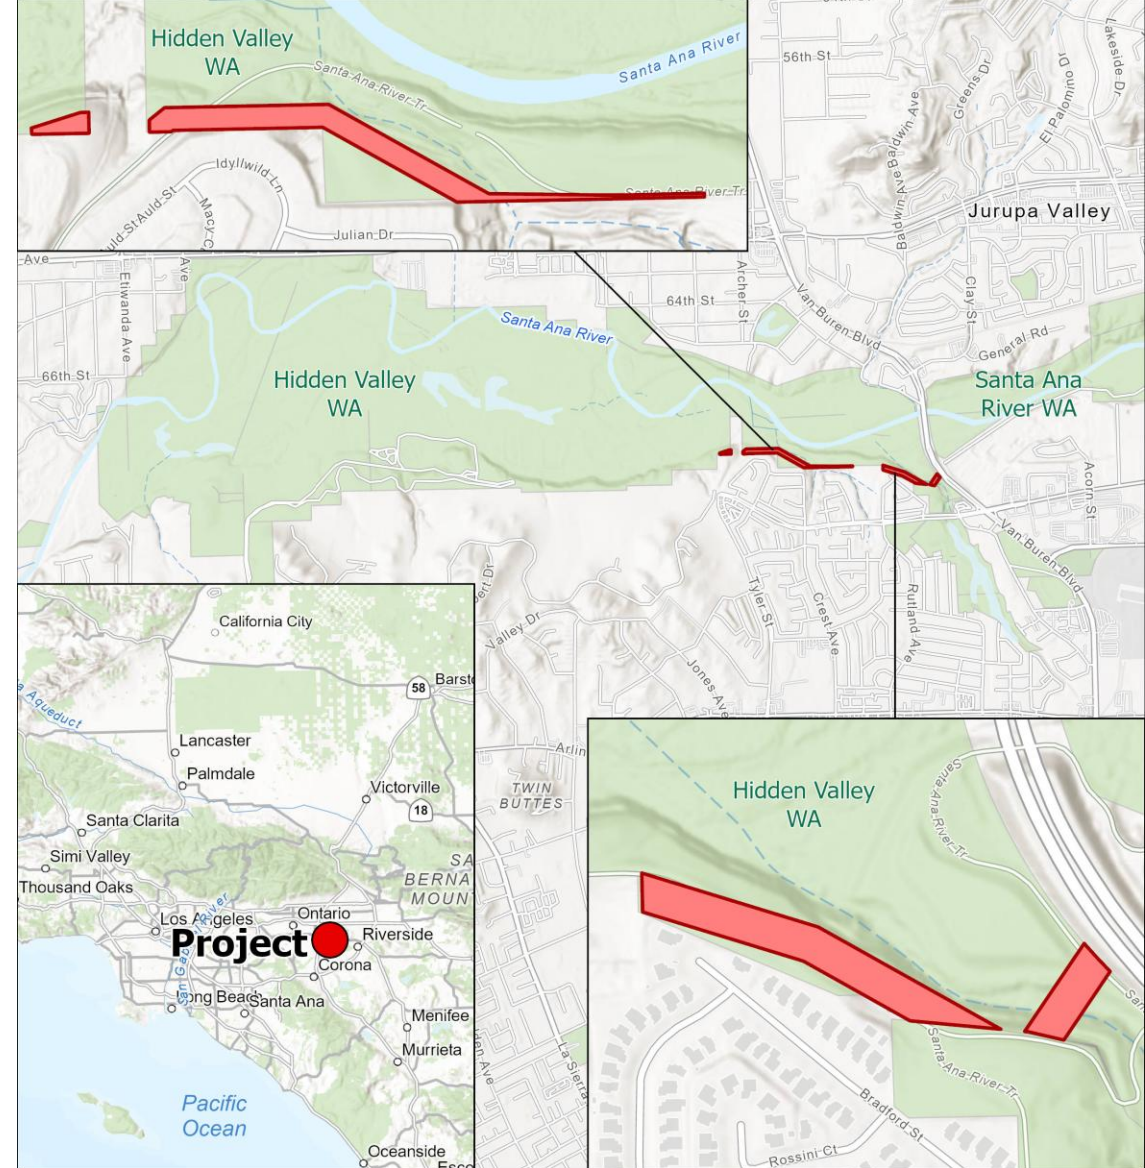 Hidden Valley
WA
Santa Ana River
Santa Ana River Tr
Idyllwild Ln
Auld St
Julian Dr
Santa Ana River Tr
56th St
Baldwin Ave
Baldwin Ave
Greens Dr
El Palomino Dr
Lakeside Dr
Jurupa Valley
Ave
Etiwanda Ave
Ave
66th St
Hidden Valley
WA
Santa Ana River
64th St
Archer St
Van Buren Blvd
Clay St
General Rd
Santa Ana
River WA
Acorn St
Van Buren Blvd
Valley Dr
Tyler St
Crest Ave
Rutland Ave
Jones Ave
TWIN
BUTTES
La Sierra
California City
58
Aqueduct
Lancaster
Palmdale
Victorville
18
Santa Clarita
Simi Valley
Thousand Oaks
BERNA
MOUN
Los Angeles
Ontario
San Gabriel River
Project
Riverside
Corona
Long Beach
Santa Ana
Menifee
Murrieta
Pacific
Ocean
Oceanside
Hidden Valley
WA
Santa Ana River Tr
Santa Ana River Tr
Bradford St
Rossini Ct